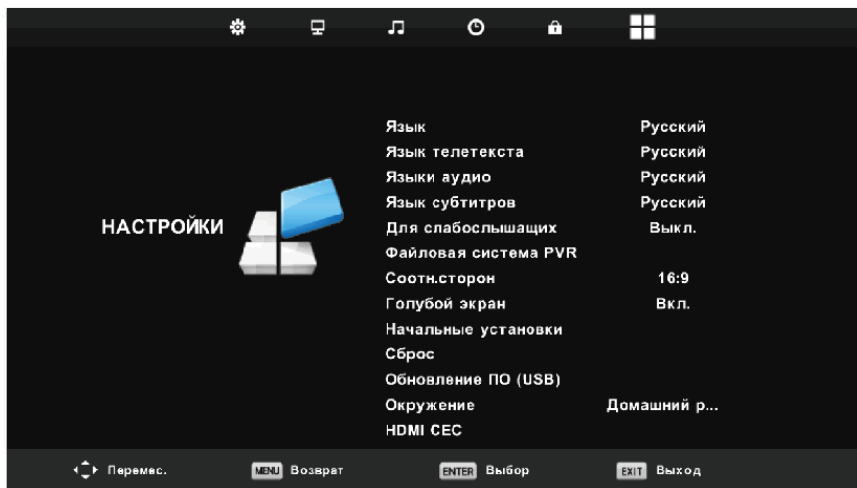 Язык Русский
Язык телетекста Русский
Языки аудио Русский
Язык субтитров Русский
НАСТРОЙКИ
Для слабослышащих Выкл.
Файловая система PVR
Соотн.сторон 16:9
Голубой экран Вкл.
Начальные установки
Сброс
Обновление ПО (USB)
Окружение Домашний р...
HDMI CEC
Перемес. MENU Возврат ENTER Выбор EXIT Выход